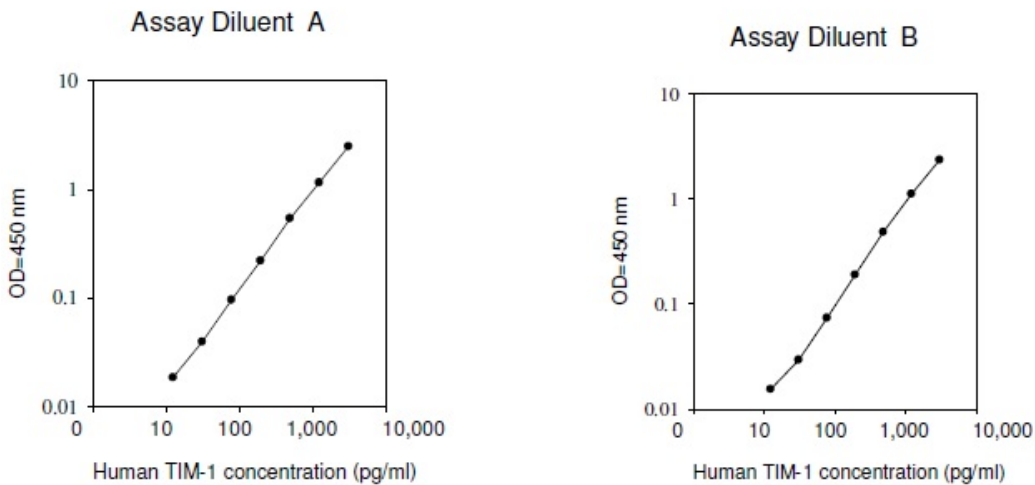 Assay Diluent A
10
1
0.1
0.01
0 10 100 1,000 10,000
OD=450 nm
Human TIM-1 concentration (pg/ml)
Assay Diluent B
10
1
0.1
0.01
0 10 100 1,000 10,000
OD=450 nm
Human TIM-1 concentration (pg/ml)